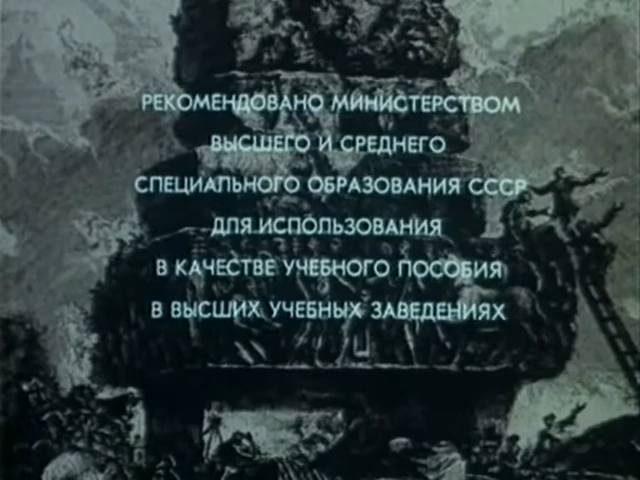 РЕКОМЕНДОВАНО МИНИСТЕРСТВОМ
ВЫСШЕГО И СРЕДНЕГО
СПЕЦИАЛЬНОГО ОБРАЗОВАНИЯ СССР
ДЛЯ ИСПОЛЬЗОВАНИЯ
В КАЧЕСТВЕ УЧЕБНОГО ПОСОБИЯ
В ВЫСШИХ УЧЕБНЫХ ЗАВЕДЕНИЯХ